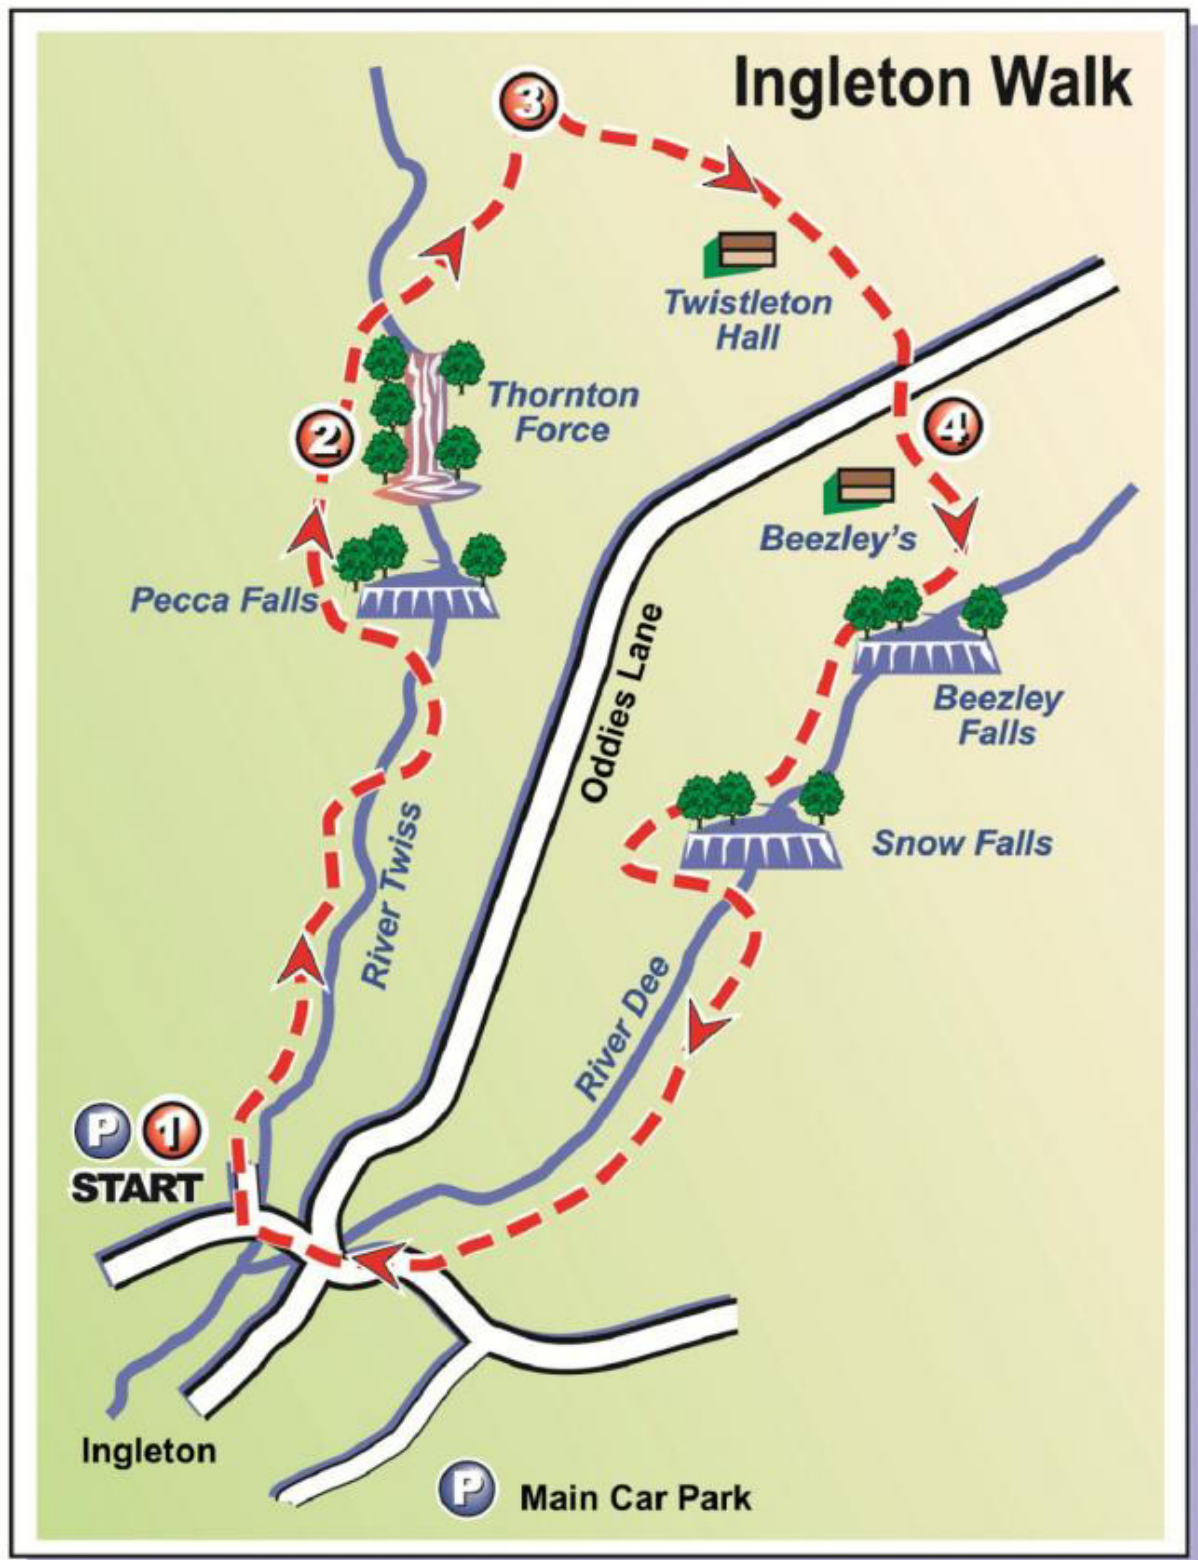 Ingleton Walk
3
Twistleton
Hall
Thornton
Force
2
4
Beezley's
Pecca Falls
Oddies Lane
Beezley
Falls
Snow Falls
River Twiss
River Dee
P 1
START
Ingleton
P Main Car Park